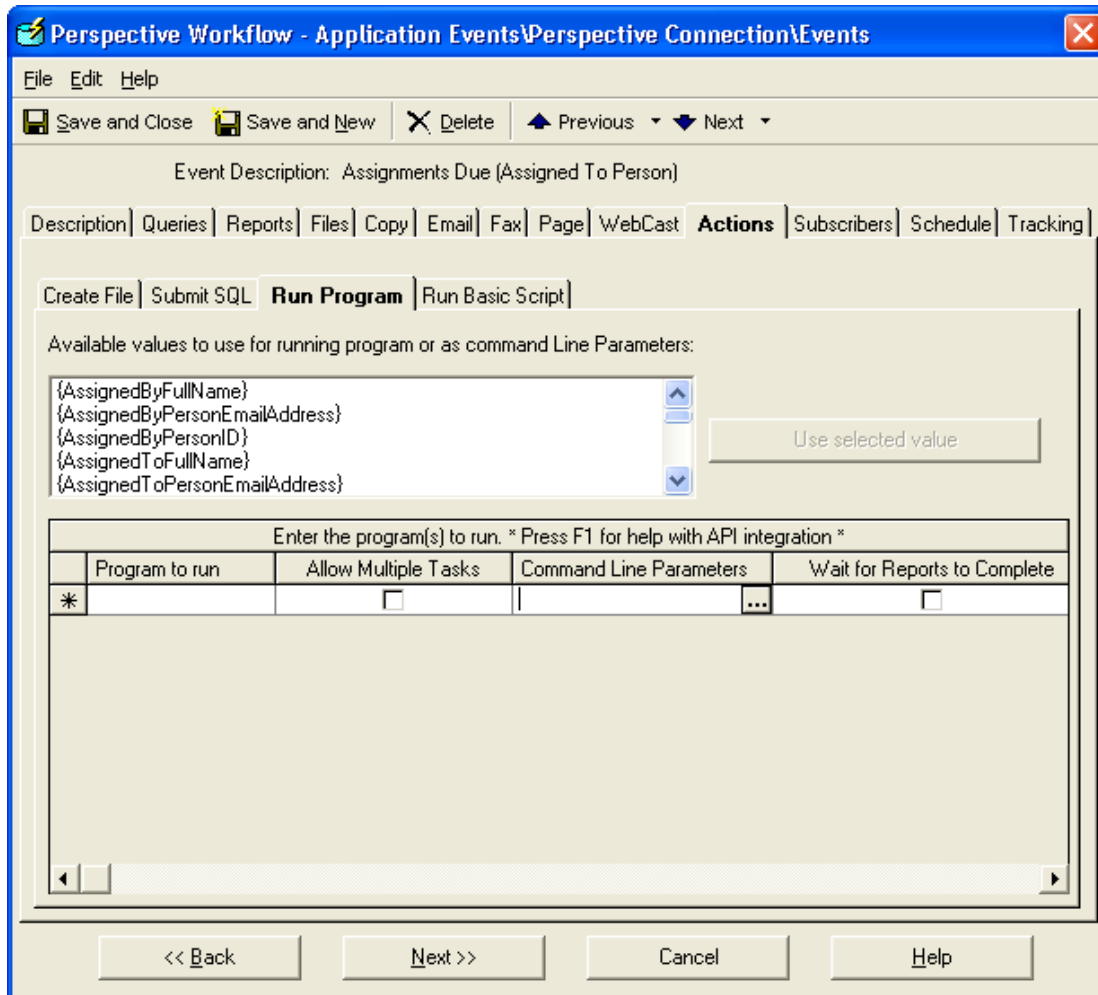 Perspective Workflow - Application Events\Perspective Connection\Events
File Edit Help
Save and Close Save and New Delete Previous Next
Event Description: Assignments Due (Assigned To Person)
Description Queries Reports Files Copy Email Fax Page WebCast Actions Subscribers Schedule Tracking
Create File Submit SQL Run Program Run Basic Script
Available values to use for running program or as command Line Parameters:
{AssignedByFullName}
{AssignedByPersonEmailAddress}
{AssignedByPersonID}
{AssignedToFullName}
{AssignedToPersonEmailAddress}
Use selected value
Enter the program(s) to run. * Press F1 for help with API integration *
Program to run Allow Multiple Tasks Command Line Parameters Wait for Reports to Complete
<< Back Next >> Cancel Help